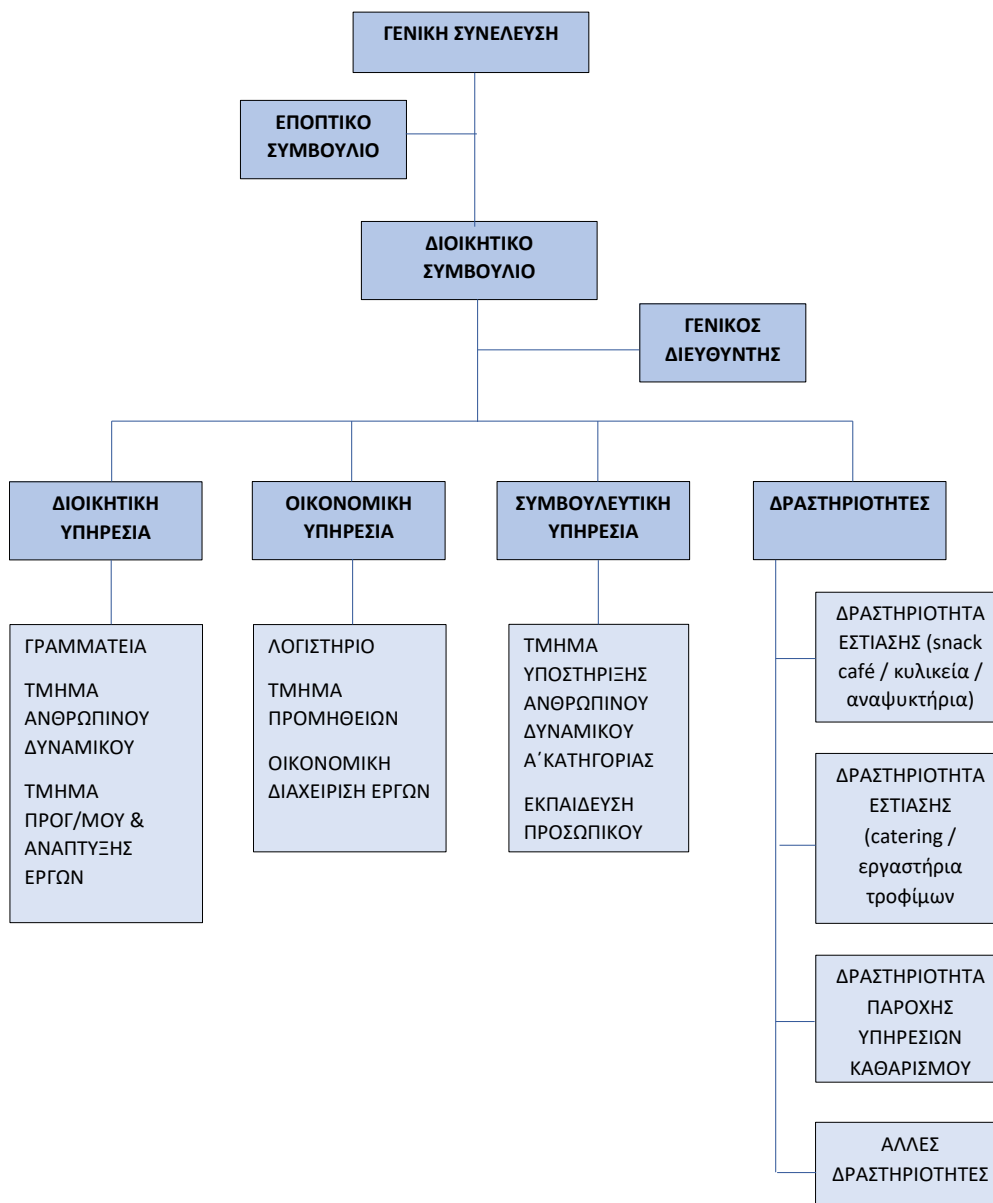 ΓΕΝΙΚΗ ΣΥΝΕΛΕΥΣΗ
ΕΠΟΠΤΙΚΟ
ΣΥΜΒΟΥΛΙΟ
ΔΙΟΙΚΗΤΙΚΟ
ΣΥΜΒΟΥΛΙΟ
ΓΕΝΙΚΟΣ
ΔΙΕΥΘΥΝΤΗΣ
ΔΙΟΙΚΗΤΙΚΗ
ΥΠΗΡΕΣΙΑ
ΟΙΚΟΝΟΜΙΚΗ
ΥΠΗΡΕΣΙΑ
ΣΥΜΒΟΥΛΕΥΤΙΚΗ
ΥΠΗΡΕΣΙΑ
ΔΡΑΣΤΗΡΙΟΤΗΤΕΣ
ΓΡΑΜΜΑΤΕΙΑ
ΤΜΗΜΑ
ΑΝΘΡΩΠΙΝΟΥ
ΔΥΝΑΜΙΚΟΥ
ΤΜΗΜΑ
ΠΡΟΓ/ΜΟΥ &
ΑΝΑΠΤΥΞΗΣ
ΕΡΓΩΝ
ΛΟΓΙΣΤΗΡΙΟ
ΤΜΗΜΑ
ΠΡΟΜΗΘΕΙΩΝ
ΟΙΚΟΝΟΜΙΚΗ
ΔΙΑΧΕΙΡΙΣΗ ΕΡΓΩΝ
ΤΜΗΜΑ
ΥΠΟΣΤΗΡΙΞΗΣ
ΑΝΘΡΩΠΙΝΟΥ
ΔΥΝΑΜΙΚΟΥ
Α΄ΚΑΤΗΓΟΡΙΑΣ
ΕΚΠΑΙΔΕΥΣΗ
ΠΡΟΣΩΠΙΚΟΥ
ΔΡΑΣΤΗΡΙΟΤΗΤΑ
ΕΣΤΙΑΣΗΣ (snack
café / κυλικεία /
αναψυκτήρια)
ΔΡΑΣΤΗΡΙΟΤΗΤΑ
ΕΣΤΙΑΣΗΣ
(catering /
εργαστήρια
τροφίμων
ΔΡΑΣΤΗΡΙΟΤΗΤΑ
ΠΑΡΟΧΗΣ
ΥΠΗΡΕΣΙΩΝ
ΚΑΘΑΡΙΣΜΟΥ
ΑΛΛΕΣ
ΔΡΑΣΤΗΡΙΟΤΗΤΕΣ